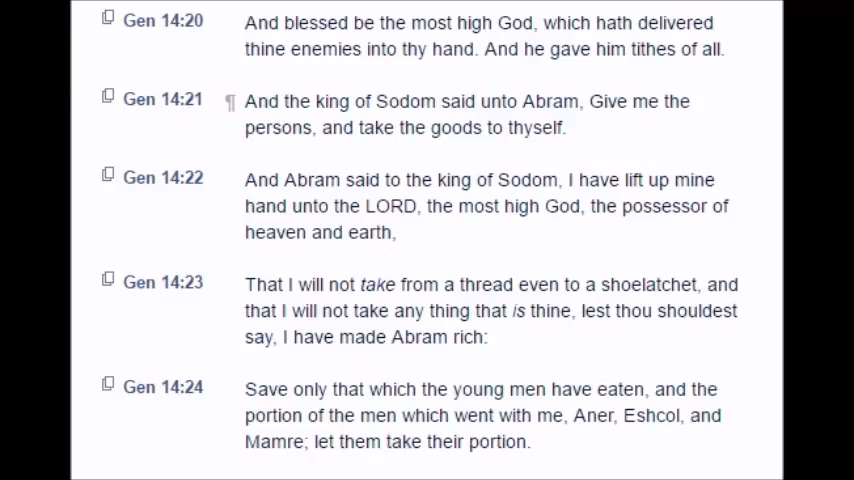 Gen 14:20 And blessed be the most high God, which hath delivered
thine enemies into thy hand. And he gave him tithes of all.
Gen 14:21 ¶ And the king of Sodom said unto Abram, Give me the
persons, and take the goods to thyself.
Gen 14:22 And Abram said to the king of Sodom, I have lift up mine
hand unto the LORD, the most high God, the possessor of
heaven and earth,
Gen 14:23 That I will not take from a thread even to a shoelatchet, and
that I will not take any thing that is thine, lest thou shouldest
say, I have made Abram rich:
Gen 14:24 Save only that which the young men have eaten, and the
portion of the men which went with me, Aner, Eshcol, and
Mamre; let them take their portion.